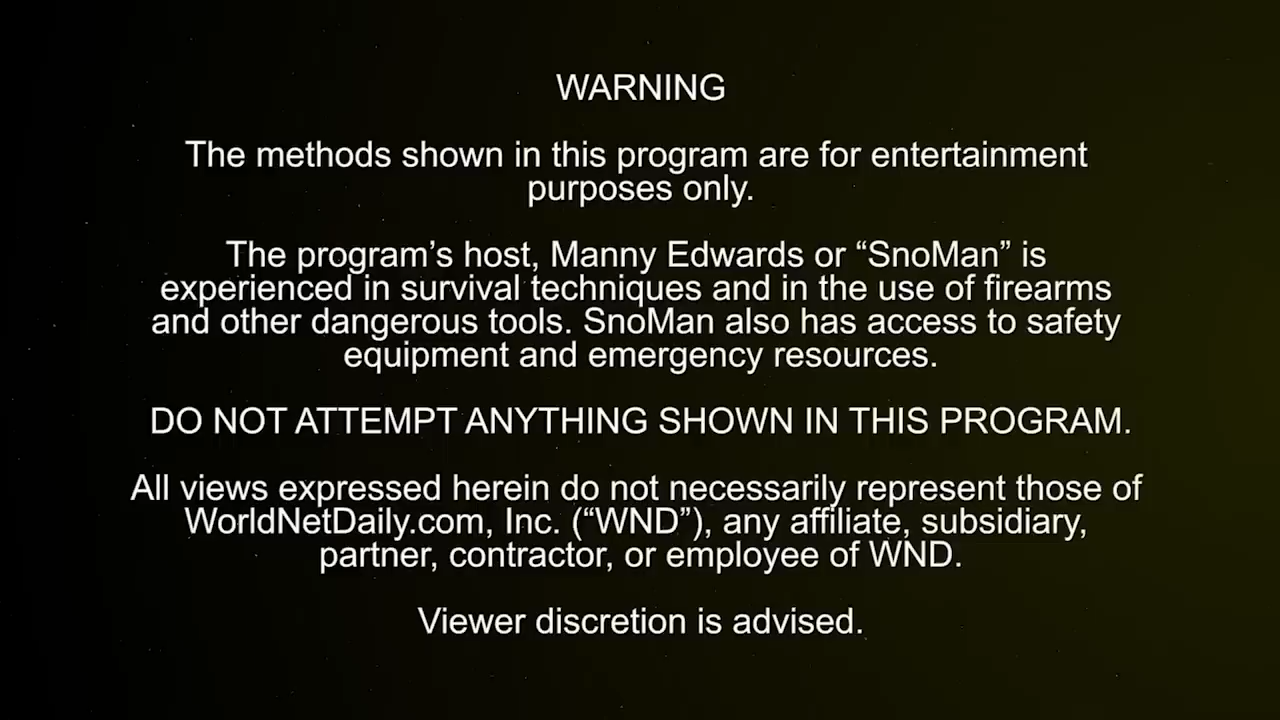 WARNING
The methods shown in this program are for entertainment
purposes only.
The program’s host, Manny Edwards or “SnoMan” is
experienced in survival techniques and in the use of firearms
and other dangerous tools. SnoMan also has access to safety
equipment and emergency resources.
DO NOT ATTEMPT ANYTHING SHOWN IN THIS PROGRAM.
All views expressed herein do not necessarily represent those of
WorldNetDaily.com, Inc. (“WND”), any affiliate, subsidiary,
partner, contractor, or employee of WND.
Viewer discretion is advised.